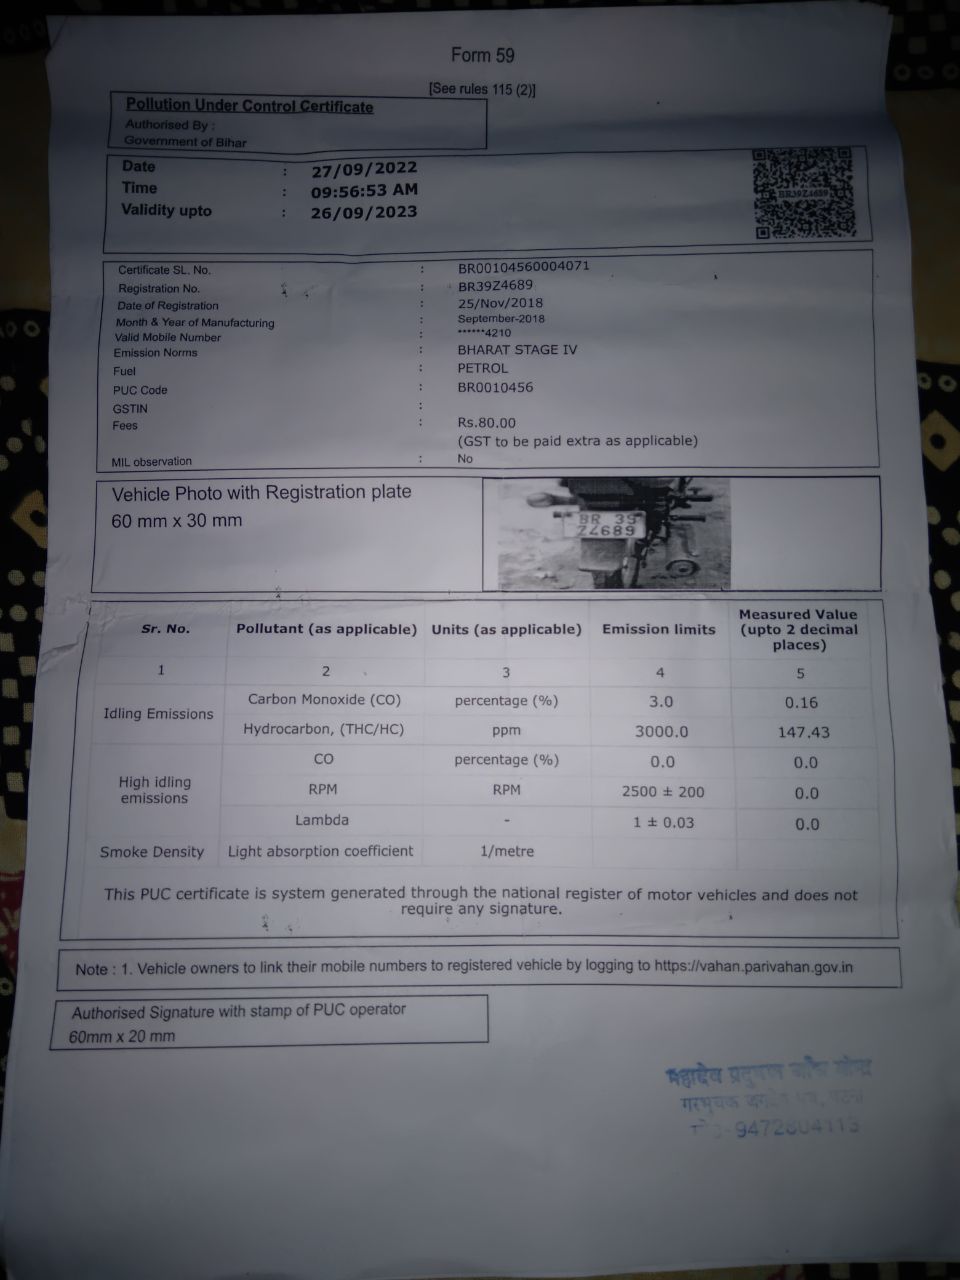 Form 59
[See rules 115 (2)]
Pollution Under Control Certificate
Authorised By :
Government of Bihar
Date : 27/09/2022
Time : 09:56:53 AM
Validity upto : 26/09/2023
BR39Z4689
Certificate SL. No. : BR00104560004071
Registration No. : BR39Z4689
Date of Registration : 25/Nov/2018
Month & Year of Manufacturing : September-2018
Valid Mobile Number : ******4210
Emission Norms : BHARAT STAGE IV
Fuel : PETROL
PUC Code : BR0010456
GSTIN :
Fees : Rs.80.00
(GST to be paid extra as applicable)
MIL observation : No
Vehicle Photo with Registration plate
60 mm x 30 mm
BR 39
Z4689
Sr. No. Pollutant (as applicable) Units (as applicable) Emission limits Measured Value (upto 2 decimal places)
1 2 3 4 5
Idling Emissions Carbon Monoxide (CO) percentage (%) 3.0 0.16
Hydrocarbon, (THC/HC) ppm 3000.0 147.43
High idling emissions CO percentage (%) 0.0 0.0
RPM RPM 2500 ± 200 0.0
Lambda - 1 ± 0.03 0.0
Smoke Density Light absorption coefficient 1/metre
This PUC certificate is system generated through the national register of motor vehicles and does not
require any signature.
Note : 1. Vehicle owners to link their mobile numbers to registered vehicle by logging to https://vahan.parivahan.gov.in
Authorised Signature with stamp of PUC operator
60mm x 20 mm
महादेव प्रदुषण जाँच केन्द्र